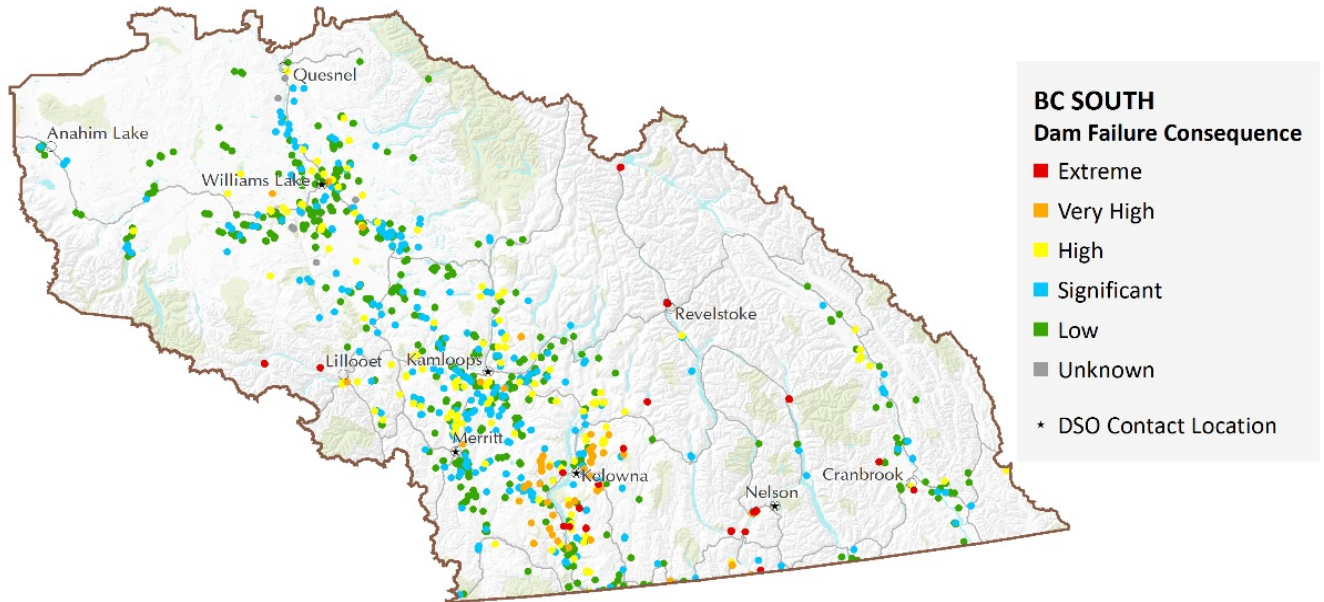 Quesnel
Anahim Lake
Williams Lake
Lillooet
Kamloops
Revelstoke
Merritt
Kelowna
Cranbrook
Nelson
BC SOUTH
Dam Failure Consequence
Extreme
Very High
High
Significant
Low
Unknown
DSO Contact Location